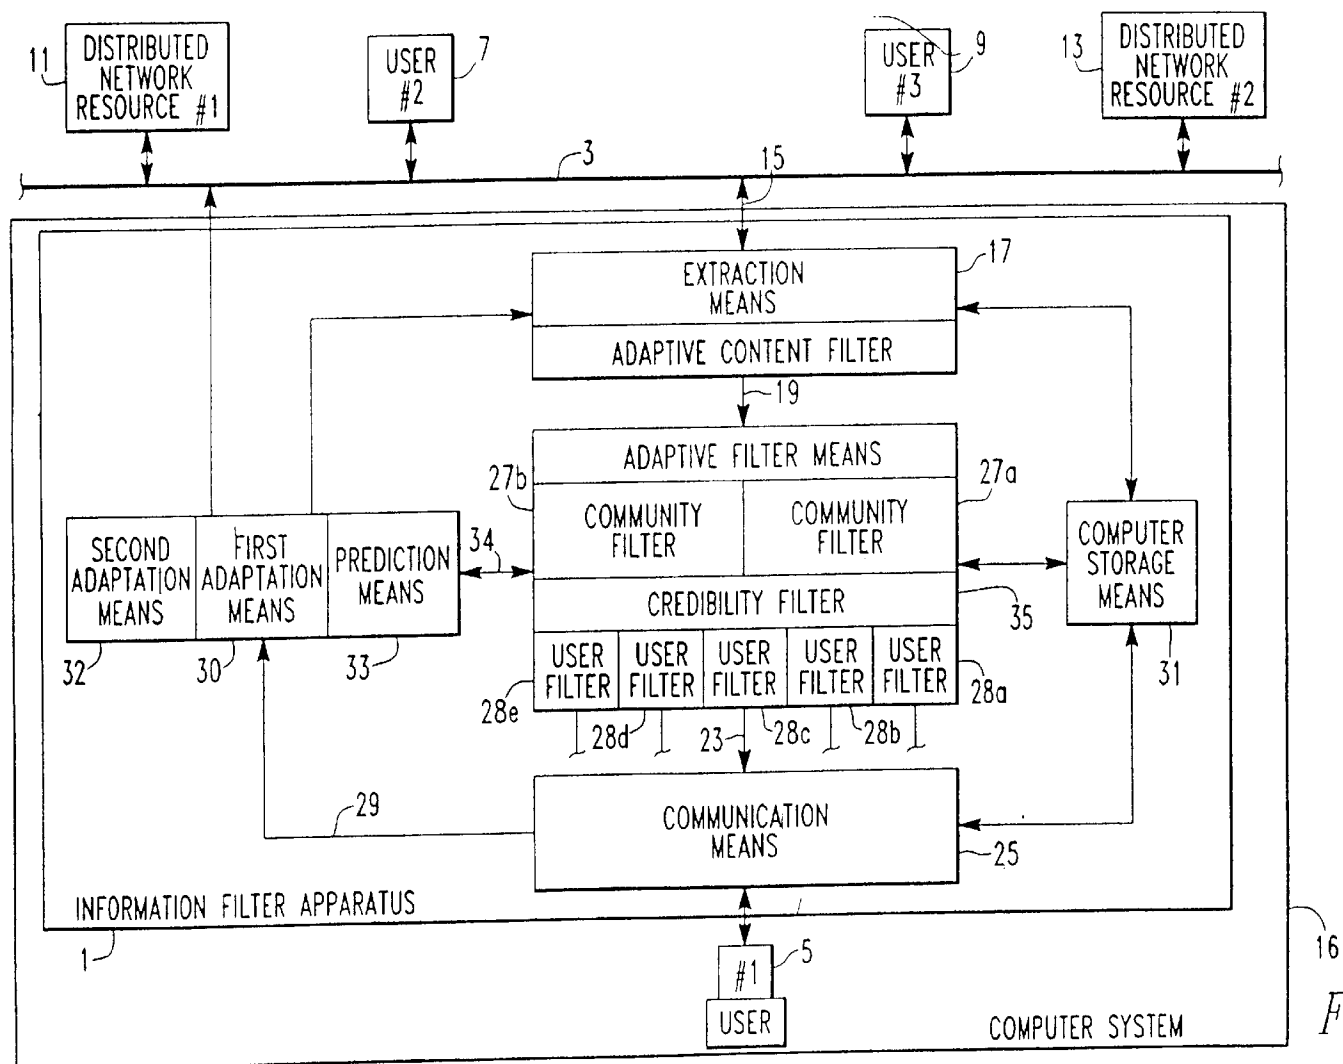 11
DISTRIBUTED
NETWORK
RESOURCE #1
USER
#2
7
USER
#3
9
13
DISTRIBUTED
NETWORK
RESOURCE #2
3
15
EXTRACTION
MEANS
17
ADAPTIVE CONTENT FILTER
19
ADAPTIVE FILTER MEANS
27b
27a
COMMUNITY
FILTER
COMMUNITY
FILTER
SECOND
ADAPTATION
MEANS
FIRST
ADAPTATION
MEANS
PREDICTION
MEANS
34
COMPUTER
STORAGE
MEANS
CREDIBILITY FILTER
35
32
30
33
31
USER
FILTER
USER
FILTER
USER
FILTER
USER
FILTER
USER
FILTER
28e
28d
23
28c
28b
28a
29
COMMUNICATION
MEANS
25
INFORMATION FILTER APPARATUS
1
5
#1
USER
16
COMPUTER SYSTEM
F